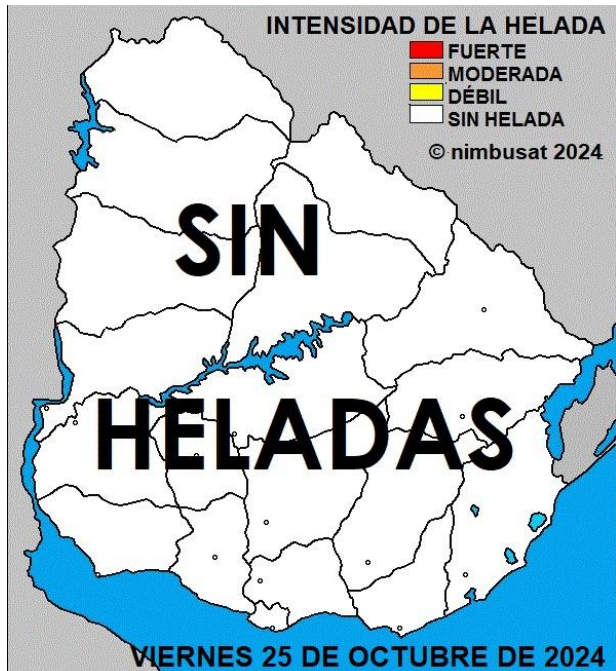 INTENSIDAD DE LA HELADA
FUERTE
MODERADA
DÉBIL
SIN HELADA
© nimbusat 2024
SIN
HELADAS
VIERNES 25 DE OCTUBRE DE 2024